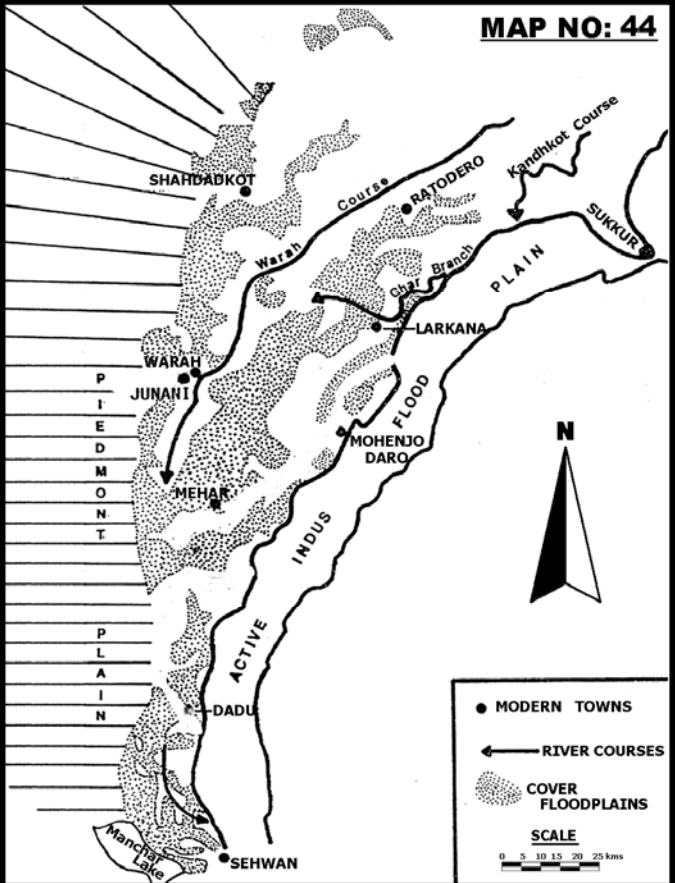 MAP NO: 44
Kandhkot Course
SHAHDADKOT
RATODERO
Warah Course
SUKKUR
Ghar Branch
PLAIN
LARKANA
WARAH
JUNANI
FLOOD
MOHENJO
DARO
N
PIEDMONT
MEHAR
INDUS
ACTIVE
PLAIN
DADU
MODERN TOWNS
RIVER COURSES
COVER
FLOODPLAINS
SCALE
0 5 10 15 20 25 kms
Manchar
Lake
SEHWAN